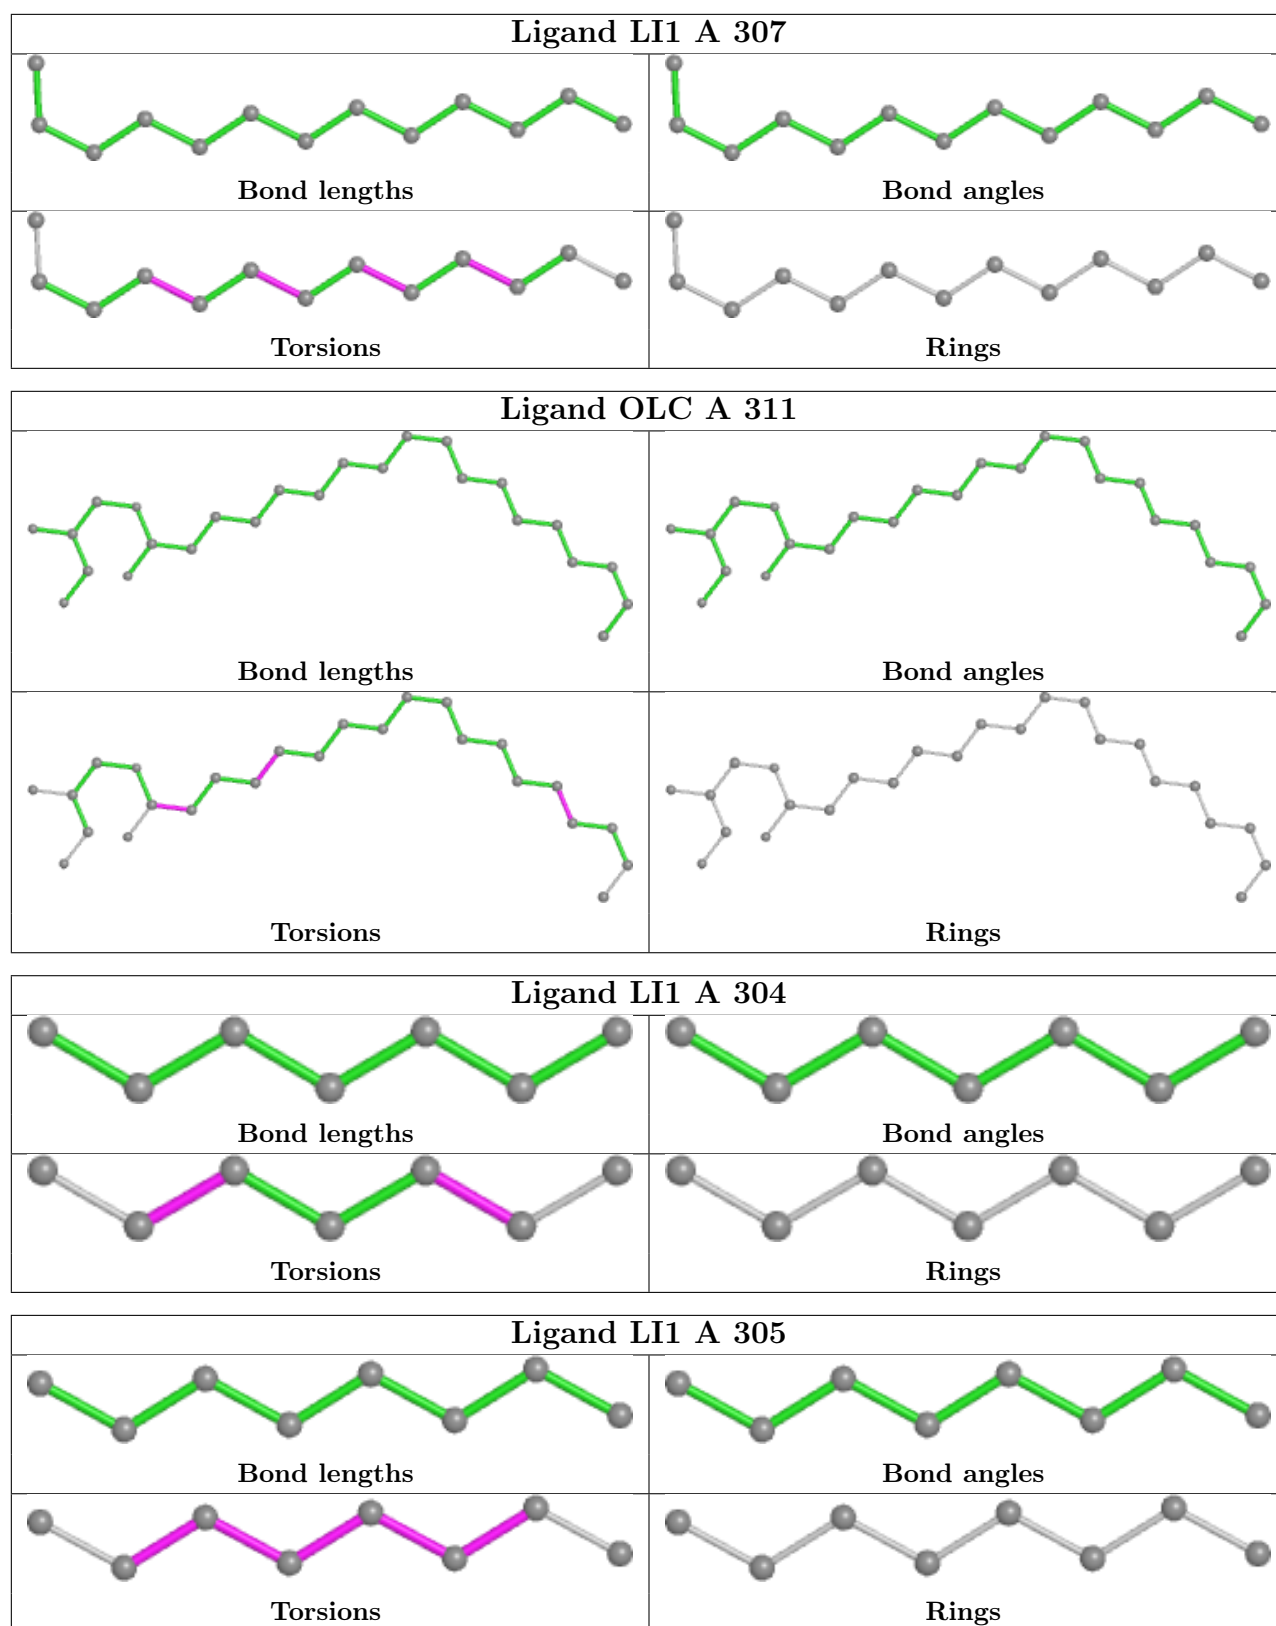 Ligand LI1 A 307
Bond lengths
Bond angles
Torsions
Rings
Ligand OLC A 311
Bond lengths
Bond angles
Torsions
Rings
Ligand LI1 A 304
Bond lengths
Bond angles
Torsions
Rings
Ligand LI1 A 305
Bond lengths
Bond angles
Torsions
Rings